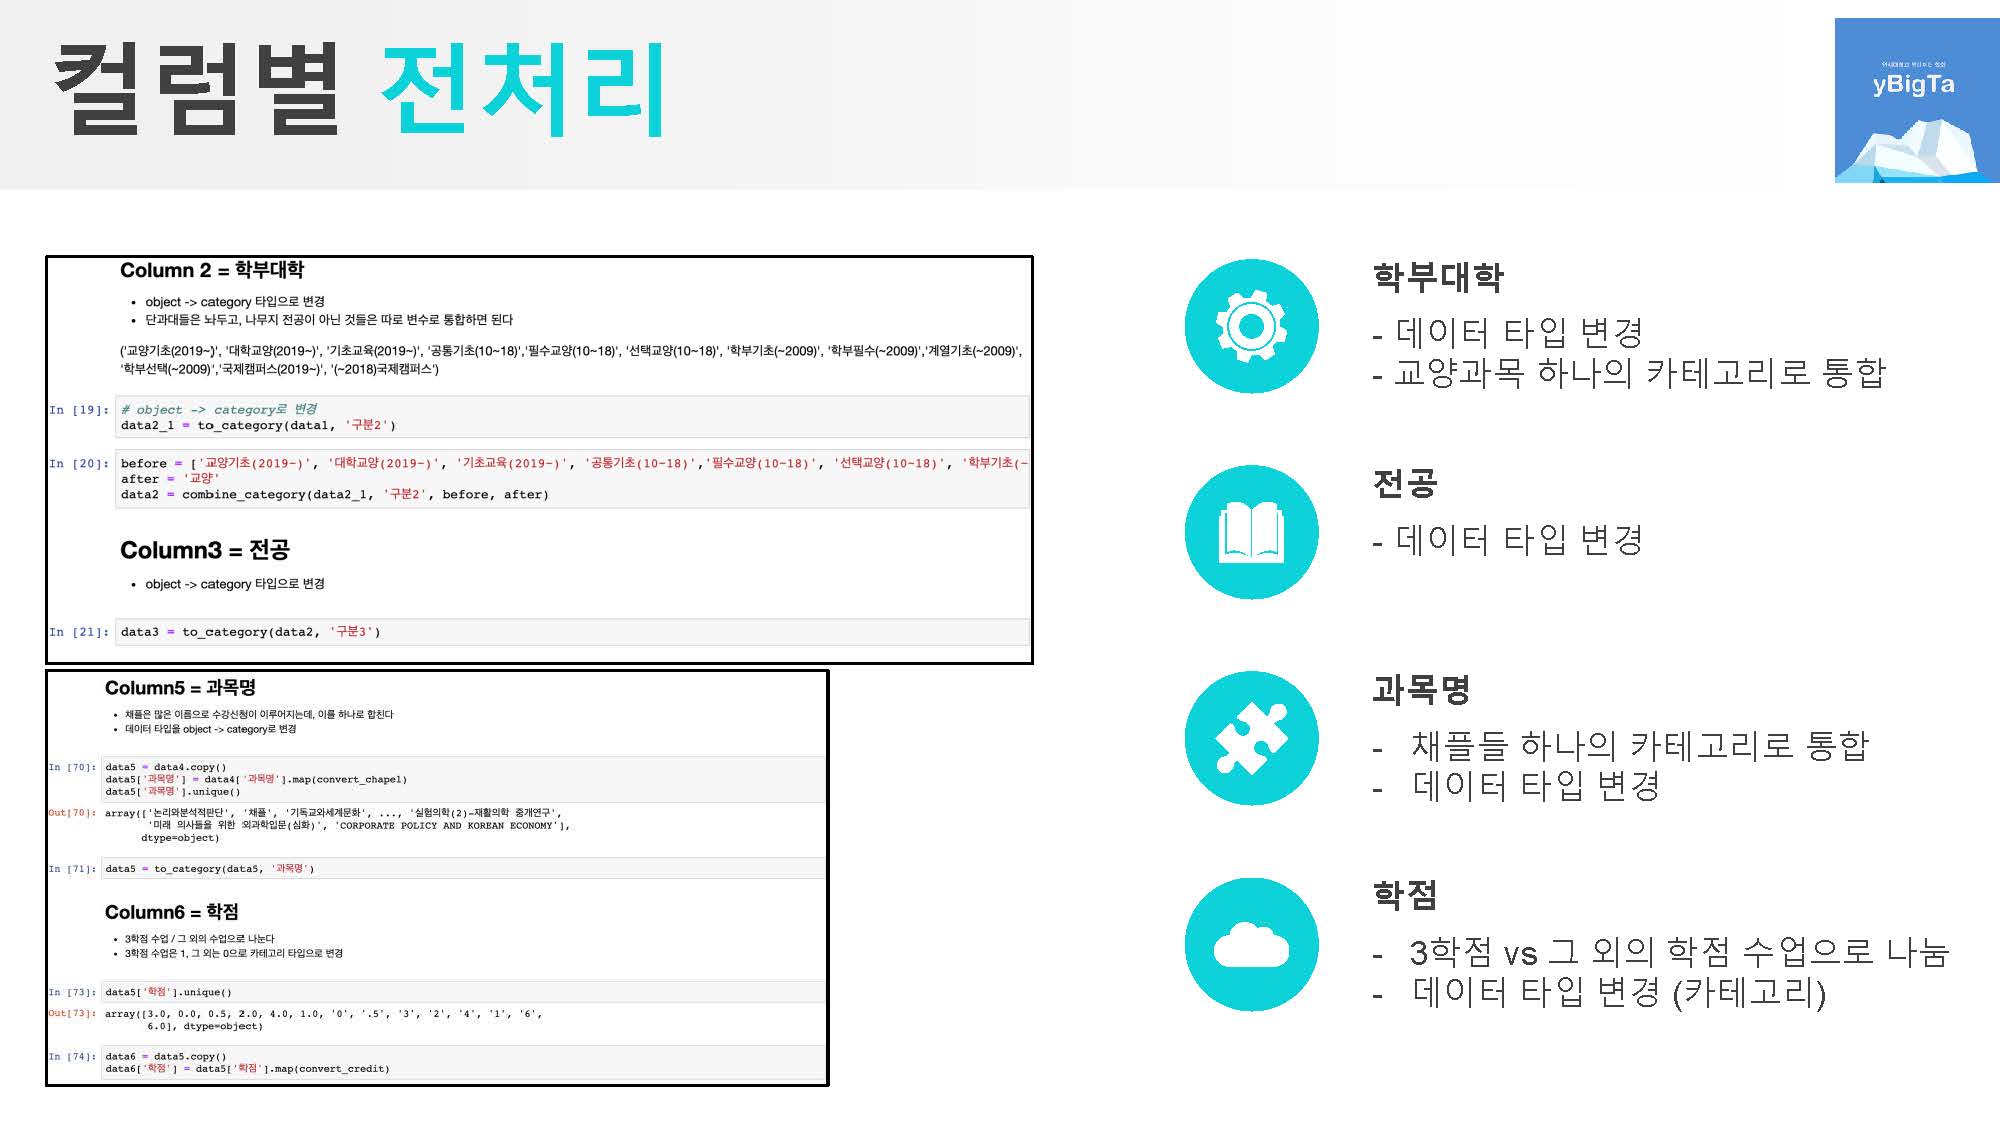 컬럼별 전처리
yBigTa
Column 2 = 학부대학
• object -> category 타입으로 변경
• 단과대들은 놔두고, 나무지 전공이 아닌 것들은 따로 변수로 통합하면 된다
('교양기초(2019~)', '대학교양(2019~)', '기초교육(2019~)', '공통기초(10~18)','필수교양(10~18)', '선택교양(10~18)', '학부기초(~2009)', '학부필수(~2009)','계열기초(~2009)',
'학부선택(~2009)','국제캠퍼스(2019~)', '(~2018)국제캠퍼스')
In [19]: # object -> category로 변경
data2_1 = to_category(data1, '구분2')
In [20]: before = ['교양기초(2019~)', '대학교양(2019~)', '기초교육(2019~)', '공통기초(10~18)','필수교양(10~18)', '선택교양(10~18)', '학부기초(~
after = '교양'
data2 = combine_category(data2_1, '구분2', before, after)
Column3 = 전공
• object -> category 타입으로 변경
In [21]: data3 = to_category(data2, '구분3')
Column5 = 과목명
• 채플은 많은 이름으로 수강신청이 이루어지는데, 이를 하나로 합친다
• 데이터 타입을 object -> category로 변경
In [70]: data5 = data4.copy()
data5['과목명'] = data4['과목명'].map(convert_chapel)
data5['과목명'].unique()
Out[70]: array(['논리와분석적판단', '채플', '기독교와세계문화', ..., '실험의학(2)-재활의학 중개연구',
'미래 의사들을 위한 외과학입문(심화)', 'CORPORATE POLICY AND KOREAN ECONOMY'],
dtype=object)
In [71]: data5 = to_category(data5, '과목명')
Column6 = 학점
• 3학점 수업 / 그 외의 수업으로 나눈다
• 3학점 수업은 1, 그 외는 0으로 카테고리 타입으로 변경
In [73]: data5['학점'].unique()
Out[73]: array([3.0, 0.0, 0.5, 2.0, 4.0, 1.0, '0', '.5', '3', '2', '4', '1', '6',
6.0], dtype=object)
In [74]: data6 = data5.copy()
data6['학점'] = data5['학점'].map(convert_credit)
학부대학
- 데이터 타입 변경
- 교양과목 하나의 카테고리로 통합
전공
- 데이터 타입 변경
과목명
- 채플들 하나의 카테고리로 통합
- 데이터 타입 변경
학점
- 3학점 vs 그 외의 학점 수업으로 나눔
- 데이터 타입 변경 (카테고리)